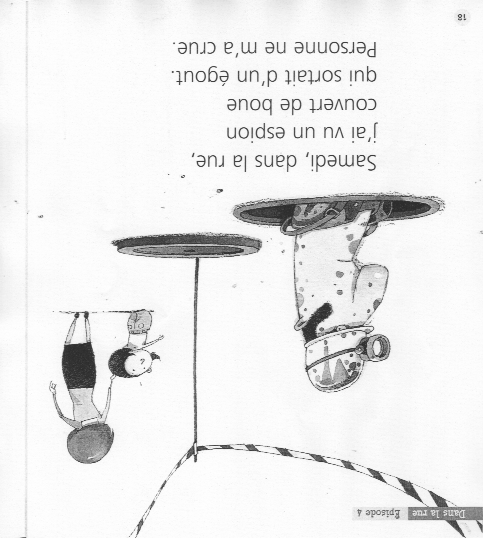 Dans la rue Épisode 4
Samedi, dans la rue,
j'ai vu un espion
couvert de boue
qui sortait d'un égout.
Personne ne m'a crue.
18